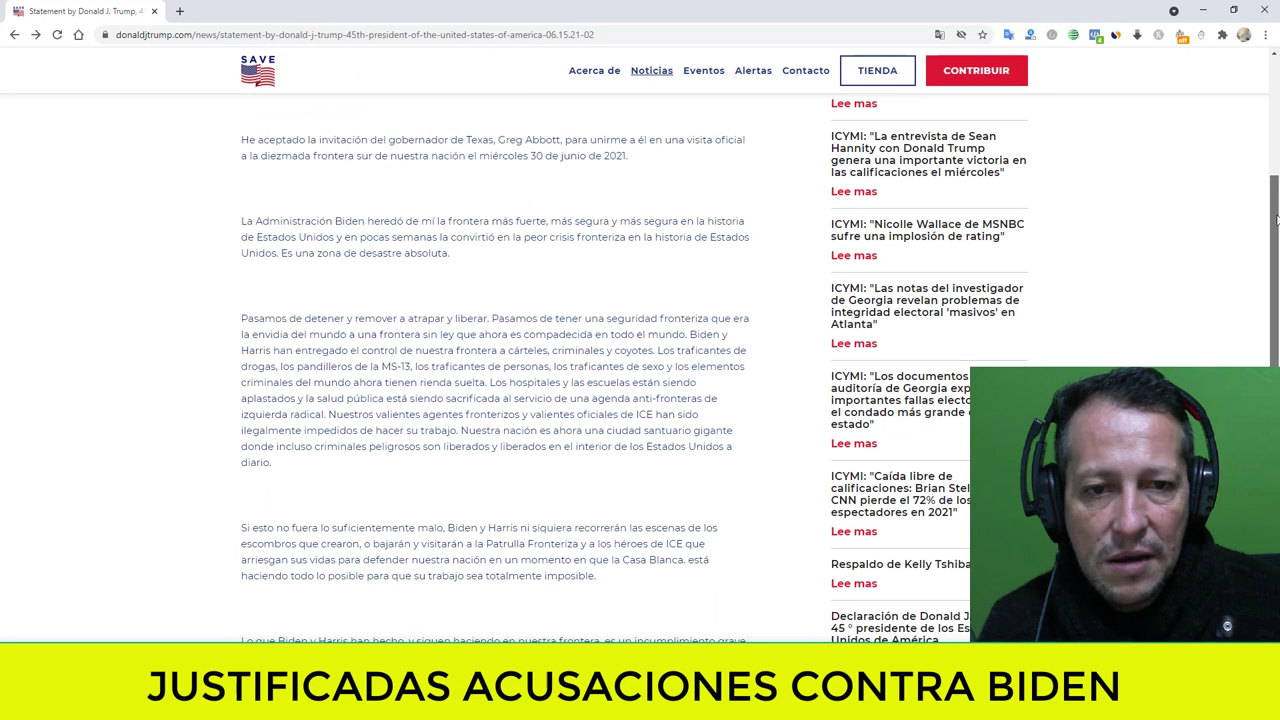 Statement by Donald J. Trump, 4
donaldjtrump.com/news/statement-by-donald-j-trump-45th-president-of-the-united-states-of-america-06.15.21-02
SAVE
Acerca de Noticias Eventos Alertas Contacto TIENDA CONTRIBUIR
He aceptado la invitación del gobernador de Texas, Greg Abbott, para unirme a él en una visita oficial
a la diezmada frontera sur de nuestra nación el miércoles 30 de junio de 2021.
La Administración Biden heredó de mí la frontera más fuerte, más segura y más segura en la historia
de Estados Unidos y en pocas semanas la convirtió en la peor crisis fronteriza en la historia de Estados
Unidos. Es una zona de desastre absoluta.
Pasamos de detener y remover a atrapar y liberar. Pasamos de tener una seguridad fronteriza que era
la envidia del mundo a una frontera sin ley que ahora es compadecida en todo el mundo. Biden y
Harris han entregado el control de nuestra frontera a cárteles, criminales y coyotes. Los traficantes de
drogas, los pandilleros de la MS-13, los traficantes de personas, los traficantes de sexo y los elementos
criminales del mundo ahora tienen rienda suelta. Los hospitales y las escuelas están siendo
aplastados y la salud pública está siendo sacrificada al servicio de una agenda anti-fronteras de
izquierda radical. Nuestros valientes agentes fronterizos y valientes oficiales de ICE han sido
ilegalmente impedidos de hacer su trabajo. Nuestra nación es ahora una ciudad santuario gigante
donde incluso criminales peligrosos son liberados y liberados en el interior de los Estados Unidos a
diario.
Si esto no fuera lo suficientemente malo, Biden y Harris ni siquiera recorrerán las escenas de los
escombros que crearon, o bajarán y visitarán a la Patrulla Fronteriza y a los héroes de ICE que
arriesgan sus vidas para defender nuestra nación en un momento en que la Casa Blanca. está
haciendo todo lo posible para que su trabajo sea totalmente imposible.
Lo que Biden y Harris han hecho, y siguen haciendo en nuestra frontera, es un incumplimiento grave
Lee mas
ICYMI: "La entrevista de Sean
Hannity con Donald Trump
genera una importante victoria en
las calificaciones el miércoles"
Lee mas
ICYMI: "Nicolle Wallace de MSNBC
sufre una implosión de rating"
Lee mas
ICYMI: "Las notas del investigador
de Georgia revelan problemas de
integridad electoral 'masivos' en
Atlanta"
Lee mas
ICYMI: "Los documentos
auditoría de Georgia exp
importantes fallas elect
el condado más grande
estado"
Lee mas
ICYMI: "Caída libre de
calificaciones: Brian Stel
CNN pierde el 72% de los
espectadores en 2021"
Lee mas
Respaldo de Kelly Tshiba
Lee mas
Declaración de Donald J
45 º presidente de los Es
Unidos de América
JUSTIFICADAS ACUSACIONES CONTRA BIDEN